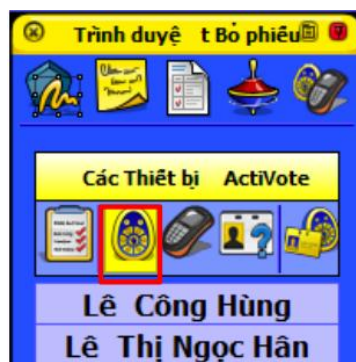 Trình duyệ t Bỏ phiếu
Các Thiết bị ActiVote
Lê Công Hùng
Lê Thị Ngọc Hân